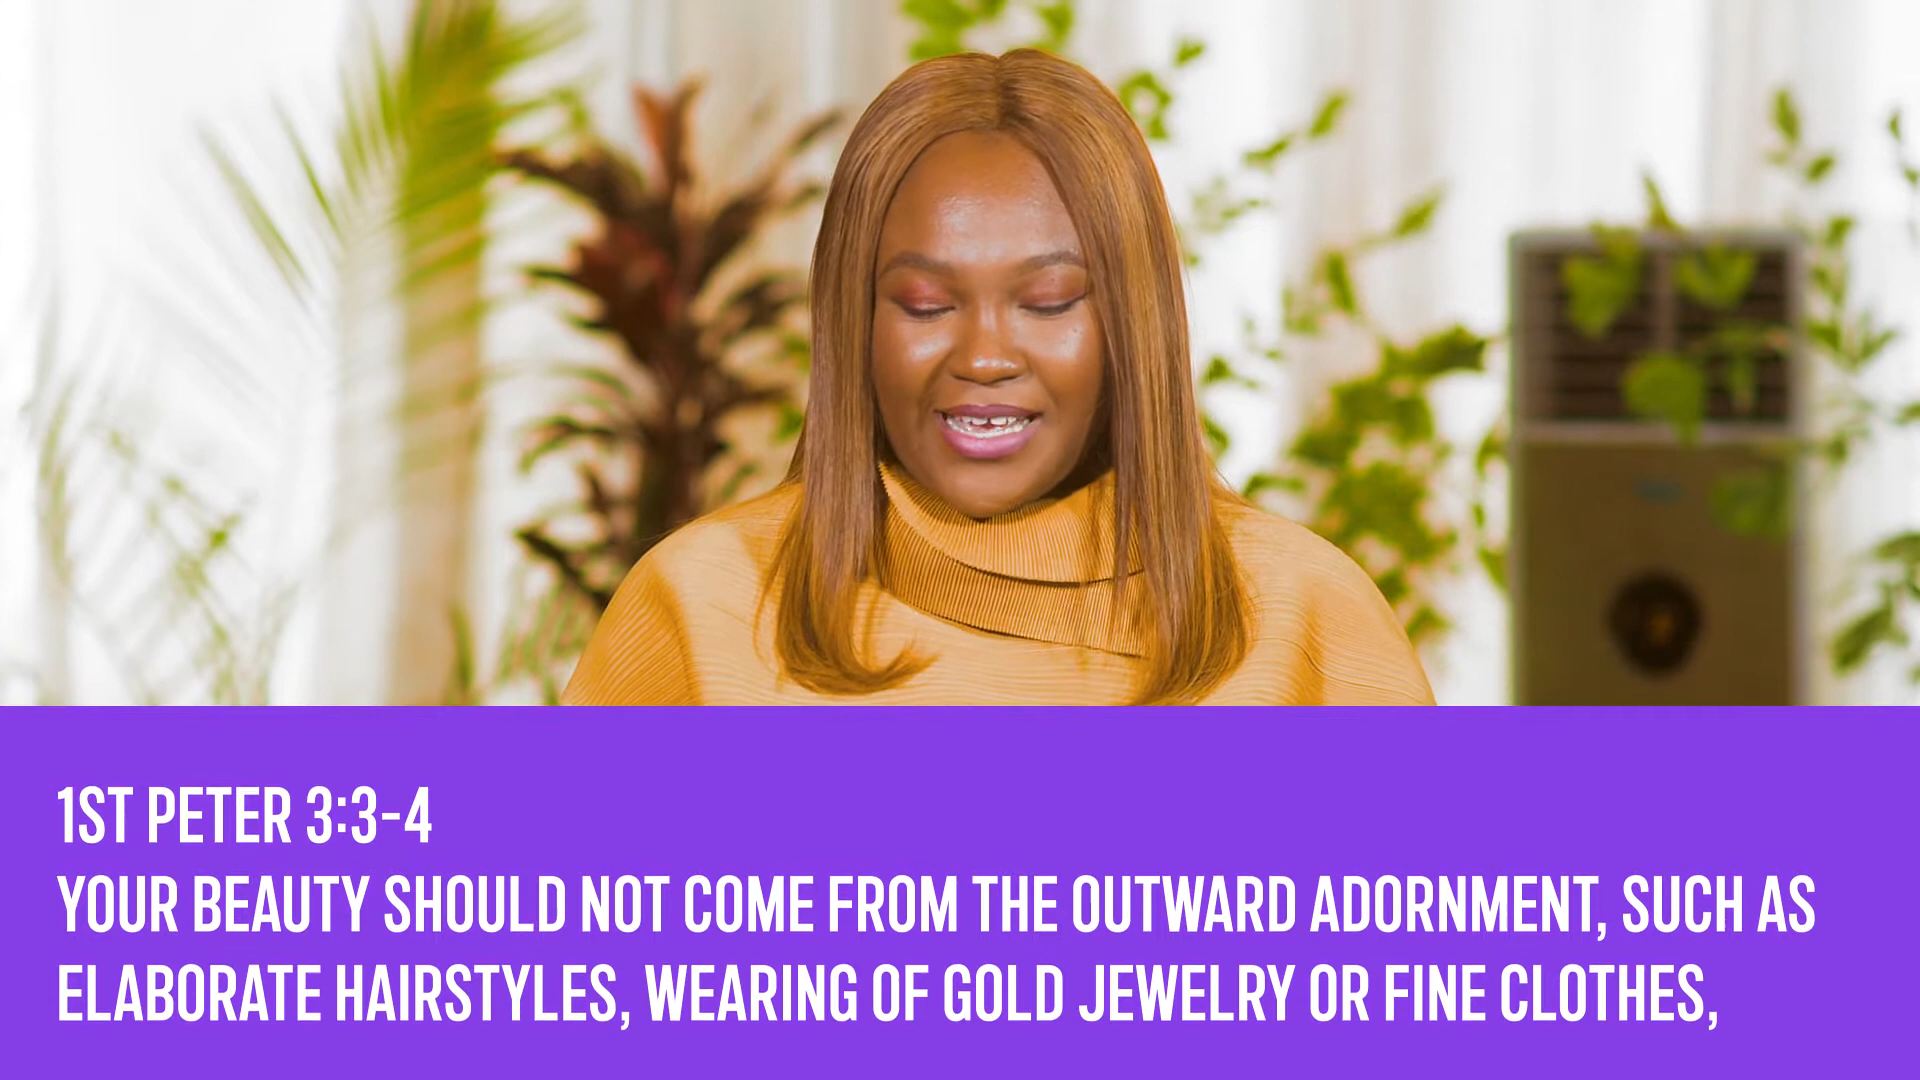 1ST PETER 3:3-4
YOUR BEAUTY SHOULD NOT COME FROM THE OUTWARD ADORNMENT, SUCH AS
ELABORATE HAIRSTYLES, WEARING OF GOLD JEWELRY OR FINE CLOTHES,